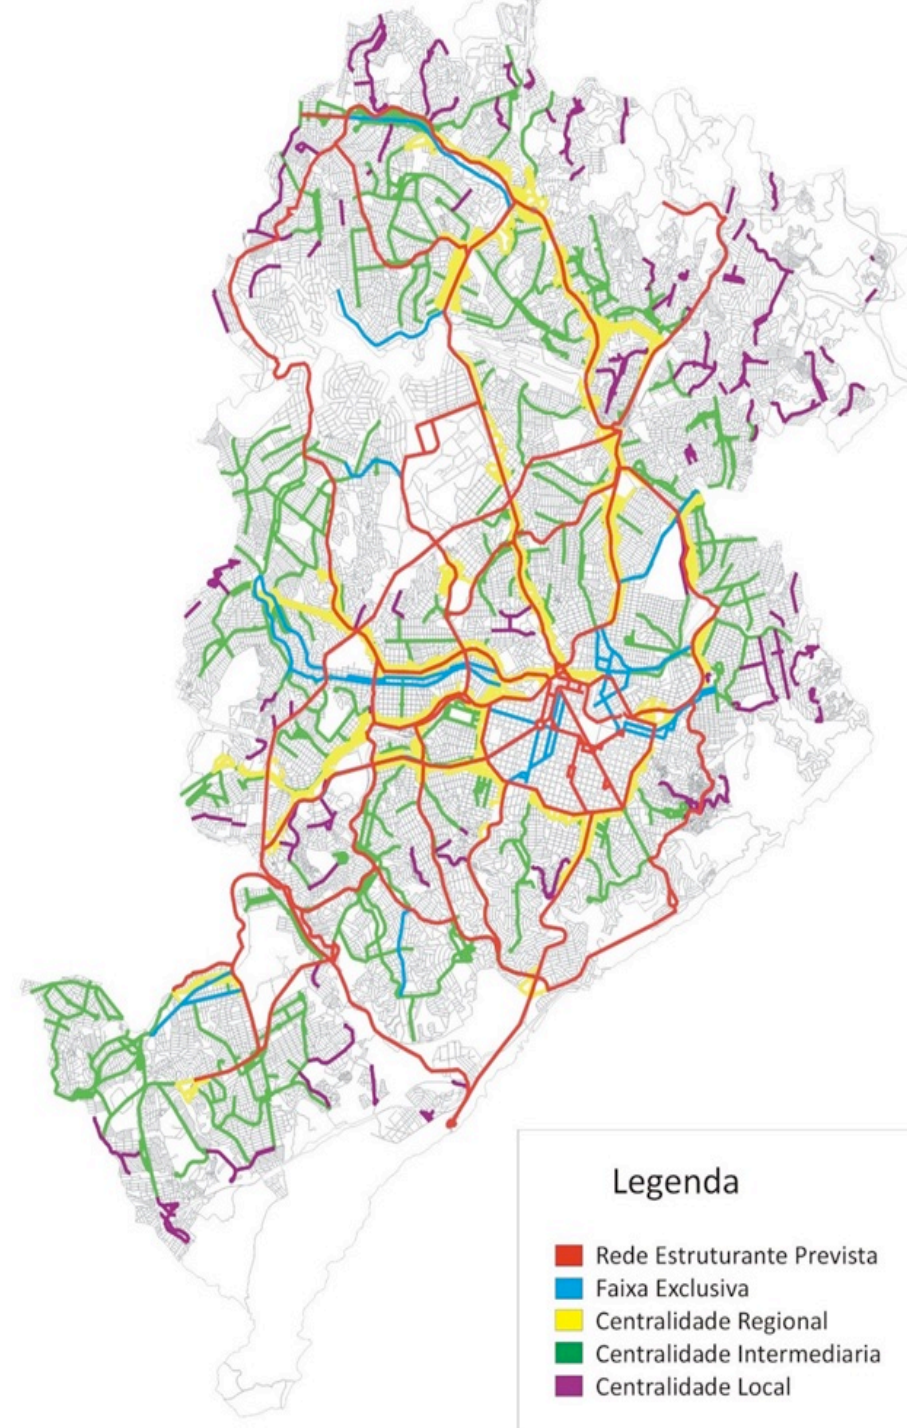 Legenda
Rede Estruturante Prevista
Faixa Exclusiva
Centralidade Regional
Centralidade Intermediaria
Centralidade Local